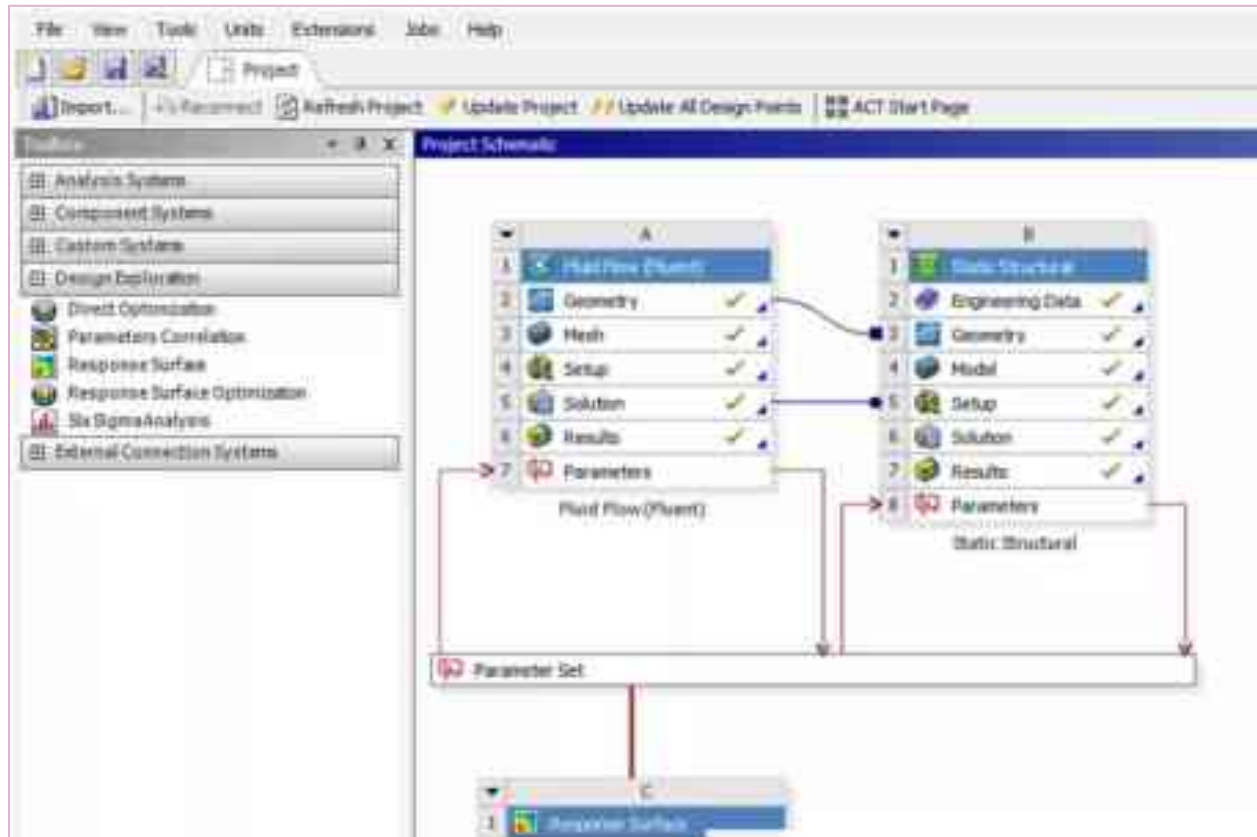 File View Tools Units Extensions Jobs Help
Project
Import... Reconnect Refresh Project Update Project Update All Design Points ACT Start Page
Toolbox
Project Schematic
Analysis Systems
Component Systems
Custom Systems
Design Exploration
Direct Optimization
Parameters Correlation
Response Surface
Response Surface Optimization
Six Sigma Analysis
External Connection Systems
A
1 Fluid Flow (Fluent)
2 Geometry
3 Mesh
4 Setup
5 Solution
6 Results
7 Parameters
Fluid Flow (Fluent)
B
1 Static Structural
2 Engineering Data
3 Geometry
4 Model
5 Setup
6 Solution
7 Results
8 Parameters
Static Structural
Parameter Set
C
1 Response Surface